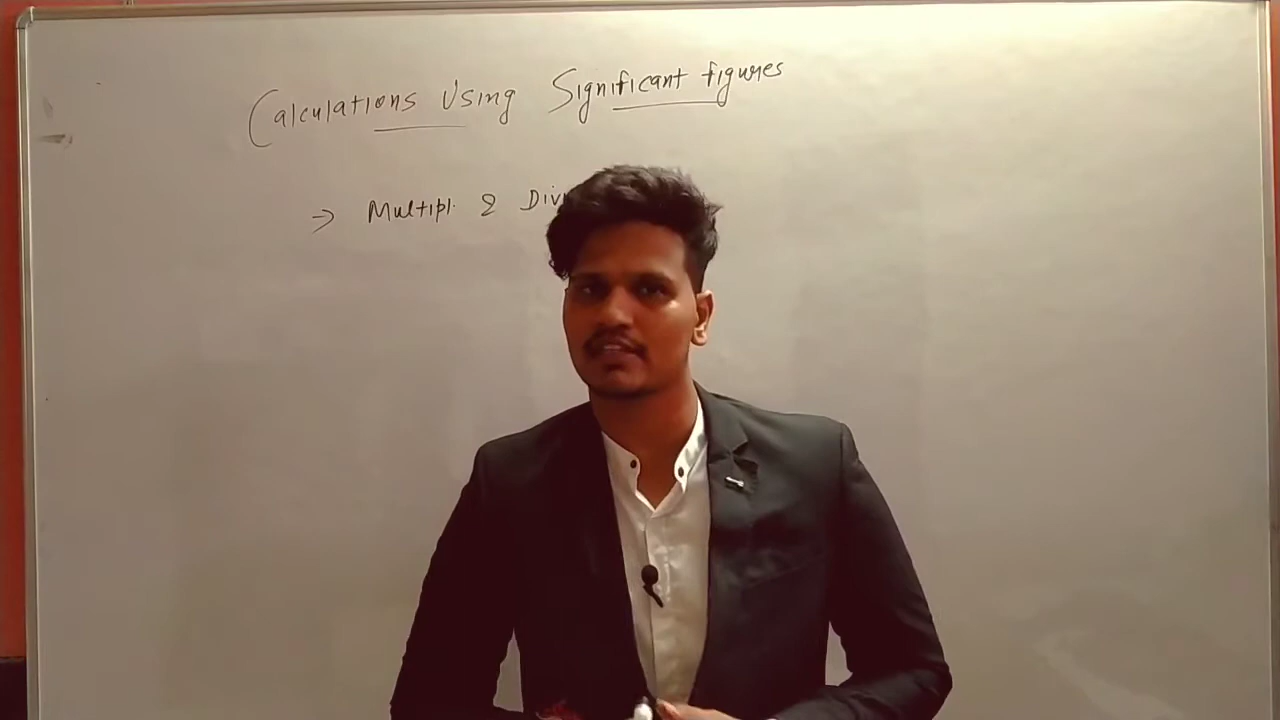 Calculations Using Significant figures
→ Multipl. & Div